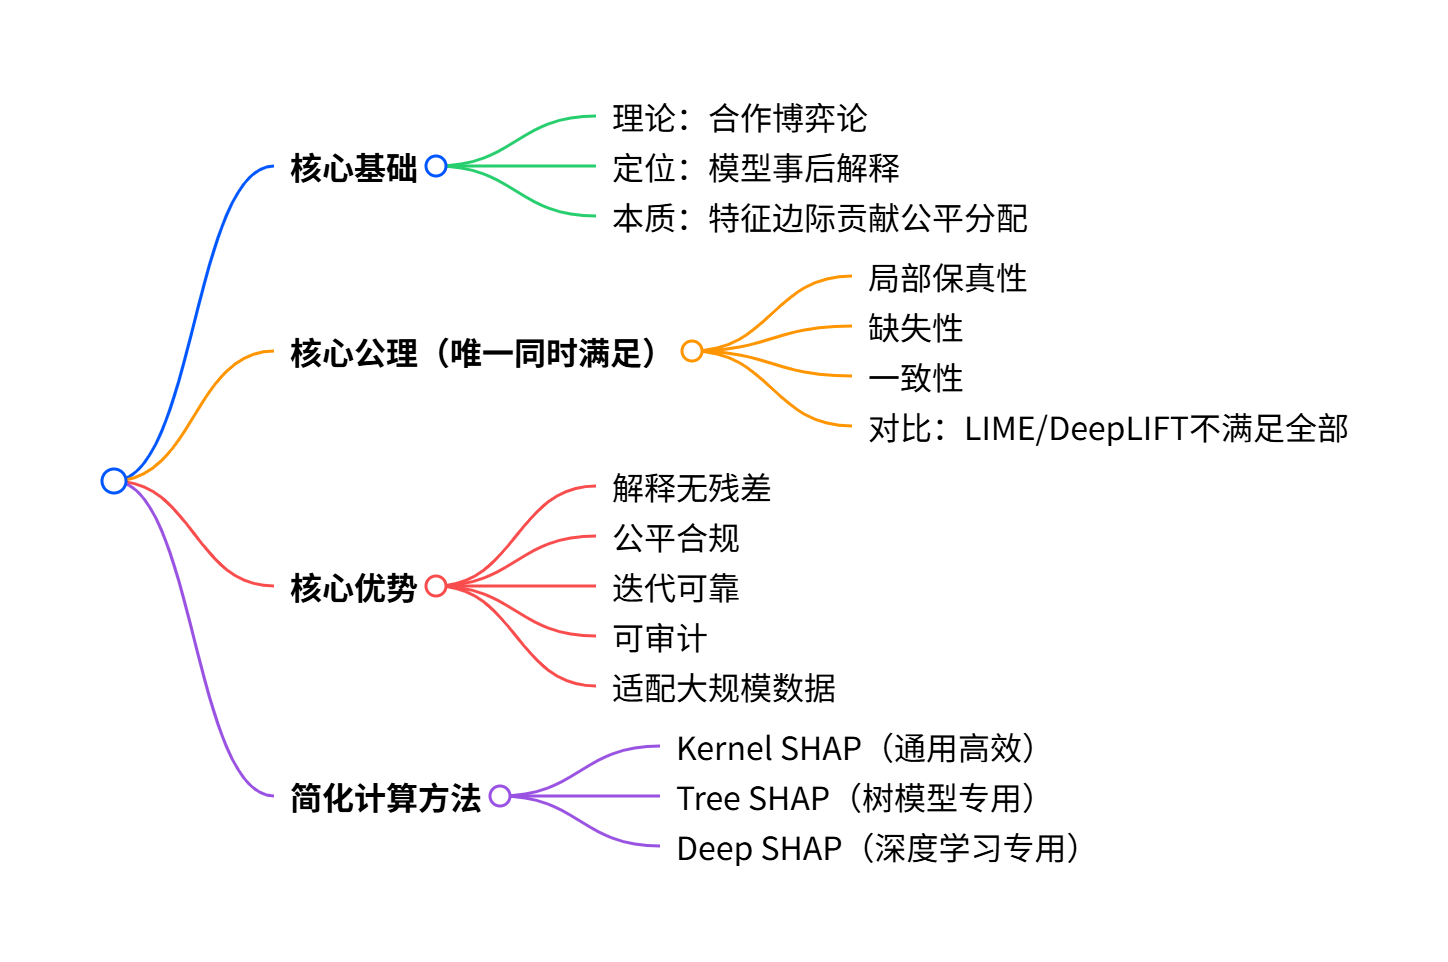 核心基础
理论：合作博弈论
定位：模型事后解释
本质：特征边际贡献公平分配
核心公理（唯一同时满足）
局部保真性
缺失性
一致性
对比：LIME/DeepLIFT不满足全部
核心优势
解释无残差
公平合规
迭代可靠
可审计
适配大规模数据
简化计算方法
Kernel SHAP（通用高效）
Tree SHAP（树模型专用）
Deep SHAP（深度学习专用）